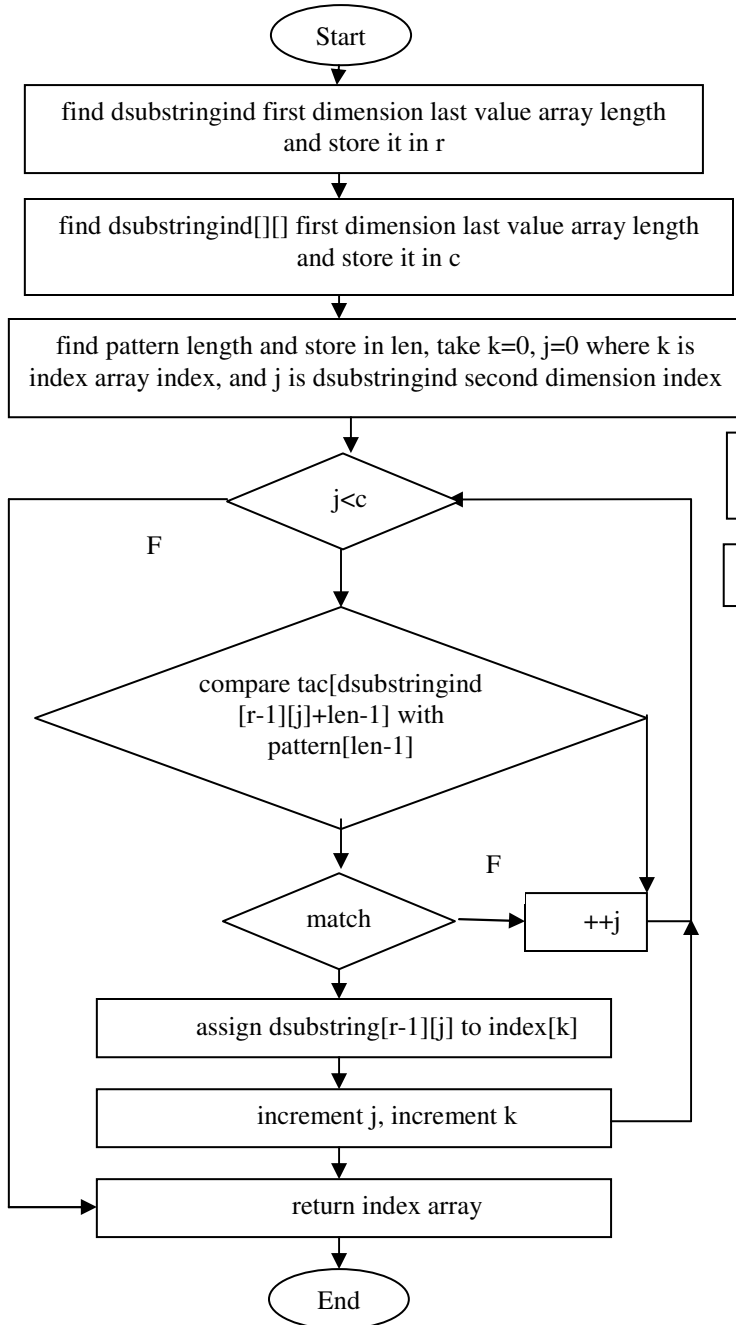 Start
find dsubstringind first dimension last value array length
and store it in r
find dsubstringind[][] first dimension last value array length
and store it in c
find pattern length and store in len, take k=0, j=0 where k is
index array index, and j is dsubstringind second dimension index
j<c
F
compare tac[dsubstringind
[r-1][j]+len-1] with
pattern[len-1]
F
match
++j
assign dsubstring[r-1][j] to index[k]
increment j, increment k
return index array
End